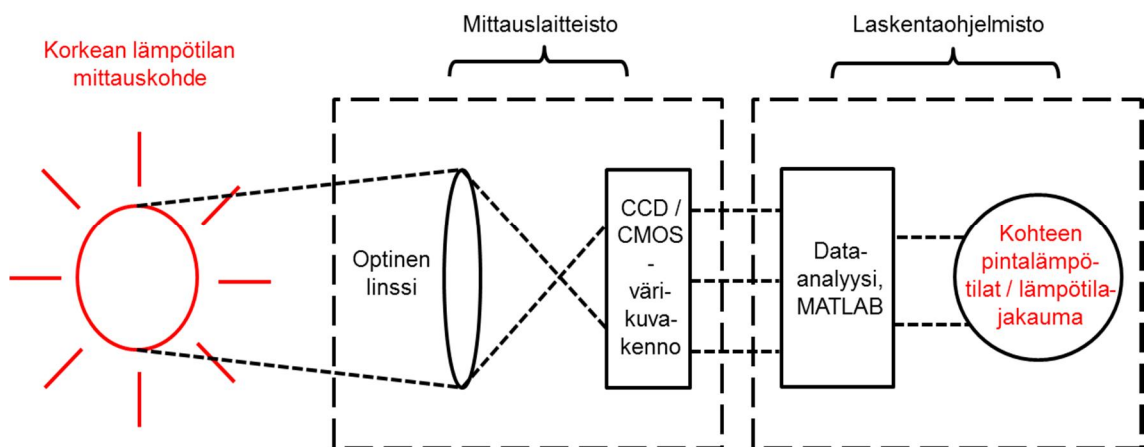 Mittauslaitteisto
Laskentaohjelmisto
Korkean lämpötilan
mittauskohde
Optinen
linssi
CCD /
CMOS
-
väri-
kuva-
kenno
Data-
analyysi,
MATLAB
Kohteen
pintalämpö-
tilat / lämpötila-
jakauma